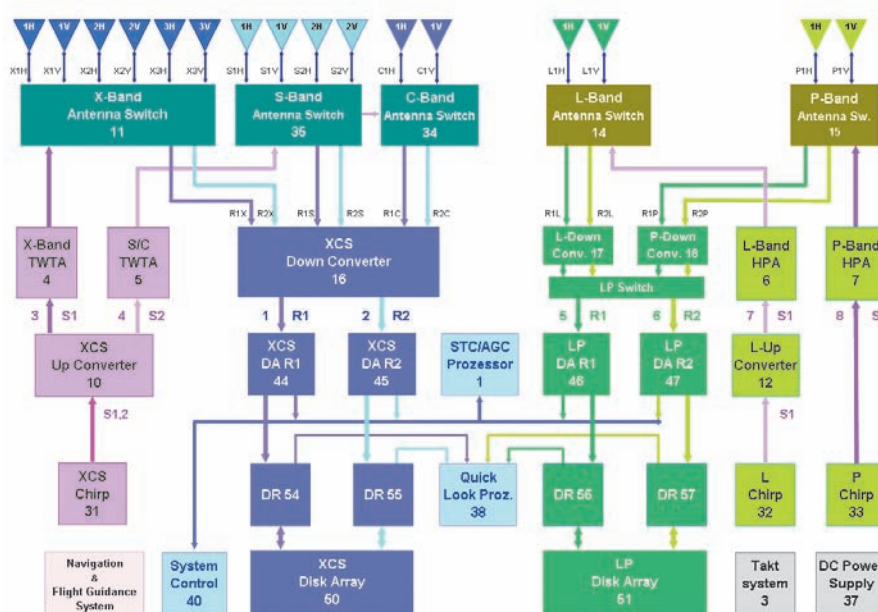 1H 1V 2H 2V 3H 3V 1H 1V 2H 2V 1H 1V 1H 1V 1H 1V
X1H X1V X2H X2V X3H X3V S1H S1V S2H S2V C1H C1V L1H L1V P1H P1V
X-Band
Antenna Switch
11
S-Band
Antenna Switch
35
C-Band
Antenna Switch
34
L-Band
Antenna Switch
14
P-Band
Antenna Sw.
15
R1X R2X R1S R2S R1C R2C R1L R2L R1P R2P
X-Band
TWTA
4
S/C
TWTA
5
XCS
Down Converter
16
L-Down
Conv. 17
P-Down
Conv. 18
LP Switch
L-Band
HPA
6
P-Band
HPA
7
3 S1 4 S2 1 R1 2 R2 5 R1 6 R2 7 S1 8 S
XCS
Up Converter
10
XCS
DA R1
44
XCS
DA R2
45
STC/AGC
Prozessor
1
LP
DA R1
46
LP
DA R2
47
L-Up
Converter
12
S1,2
S1
XCS
Chirp
31
DR 54
DR 55
Quick
Look Proz.
38
DR 56
DR 57
L
Chirp
32
P
Chirp
33
Navigation
&
Flight Guidance
System
System
Control
40
XCS
Disk Array
50
LP
Disk Array
51
Takt
system
3
DC Power
Supply
37